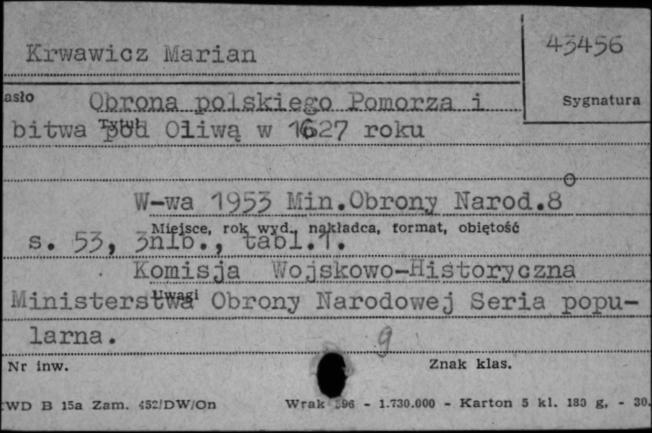 Krwawicz Marian
43456
asło
Obrona polskiego Pomorza i
Sygnatura
Tytuł
bitwa pod Oliwą w 1627 roku
W-wa 1953 Min.Obrony Narod.8o
Miejsce, rok wyd., nakładca, format, objętość
s. 53, 3nlb., tabl.1.
Komisja Wojskowo-Historyczna
Uwagi
Ministerstwa Obrony Narodowej Seria popu-
larna.
g
Nr inw.
Znak klas.
WD B 15a Zam. 452/DW/On Wrak 596 - 1.730.000 - Karton 5 kl. 180 g. - 30.